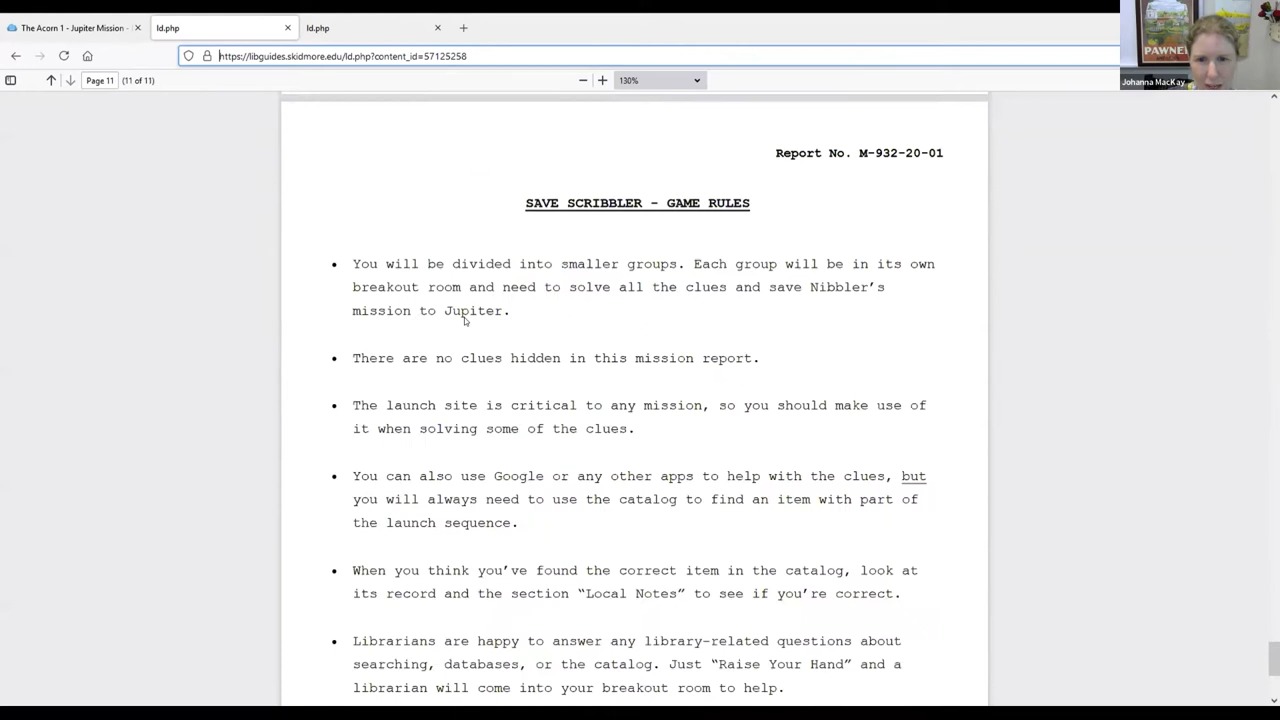 The Acorn 1 - Jupiter Mission -
ld.php
ld.php
https://libguides.skidmore.edu/ld.php?content_id=57125258
Page 11 (11 of 11)
130%
PAWNEE
Johanna MacKay
Report No. M-932-20-01
SAVE SCRIBBLER - GAME RULES
• You will be divided into smaller groups. Each group will be in its own
breakout room and need to solve all the clues and save Nibbler's
mission to Jupiter.
• There are no clues hidden in this mission report.
• The launch site is critical to any mission, so you should make use of
it when solving some of the clues.
• You can also use Google or any other apps to help with the clues, but
you will always need to use the catalog to find an item with part of
the launch sequence.
• When you think you've found the correct item in the catalog, look at
its record and the section "Local Notes" to see if you're correct.
• Librarians are happy to answer any library-related questions about
searching, databases, or the catalog. Just "Raise Your Hand" and a
librarian will come into your breakout room to help.